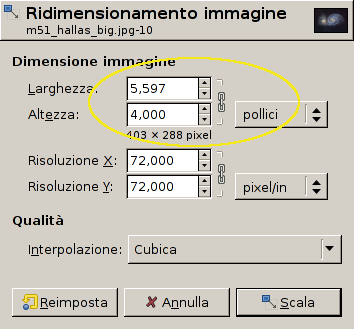 Ridimensionamento immagine
m51_hallas_big.jpg-10
Dimensione immagine
Larghezza: 5,597
Altezza: 4,000 pollici
403 × 288 pixel
Risoluzione X: 72,000
Risoluzione Y: 72,000 pixel/in
Qualità
Interpolazione: Cubica
Reimposta Annulla Scala